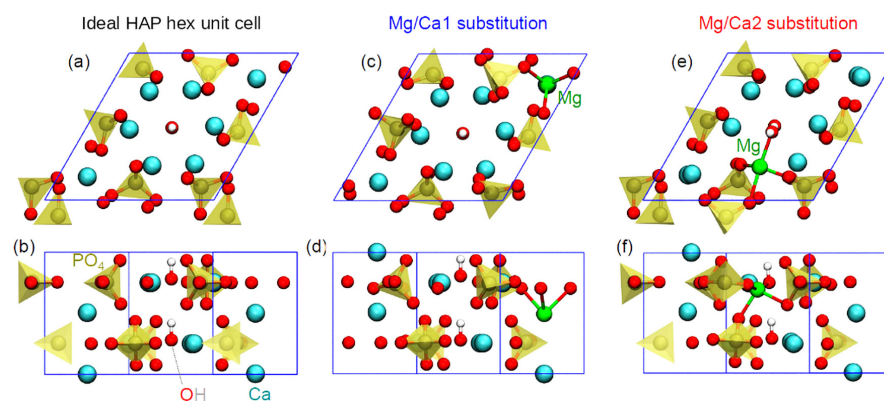 Ideal HAP hex unit cell
Mg/Ca1 substitution
Mg/Ca2 substitution
(a)
(c)
(e)
Mg
Mg
(b)
(d)
(f)
PO4
OH
Ca